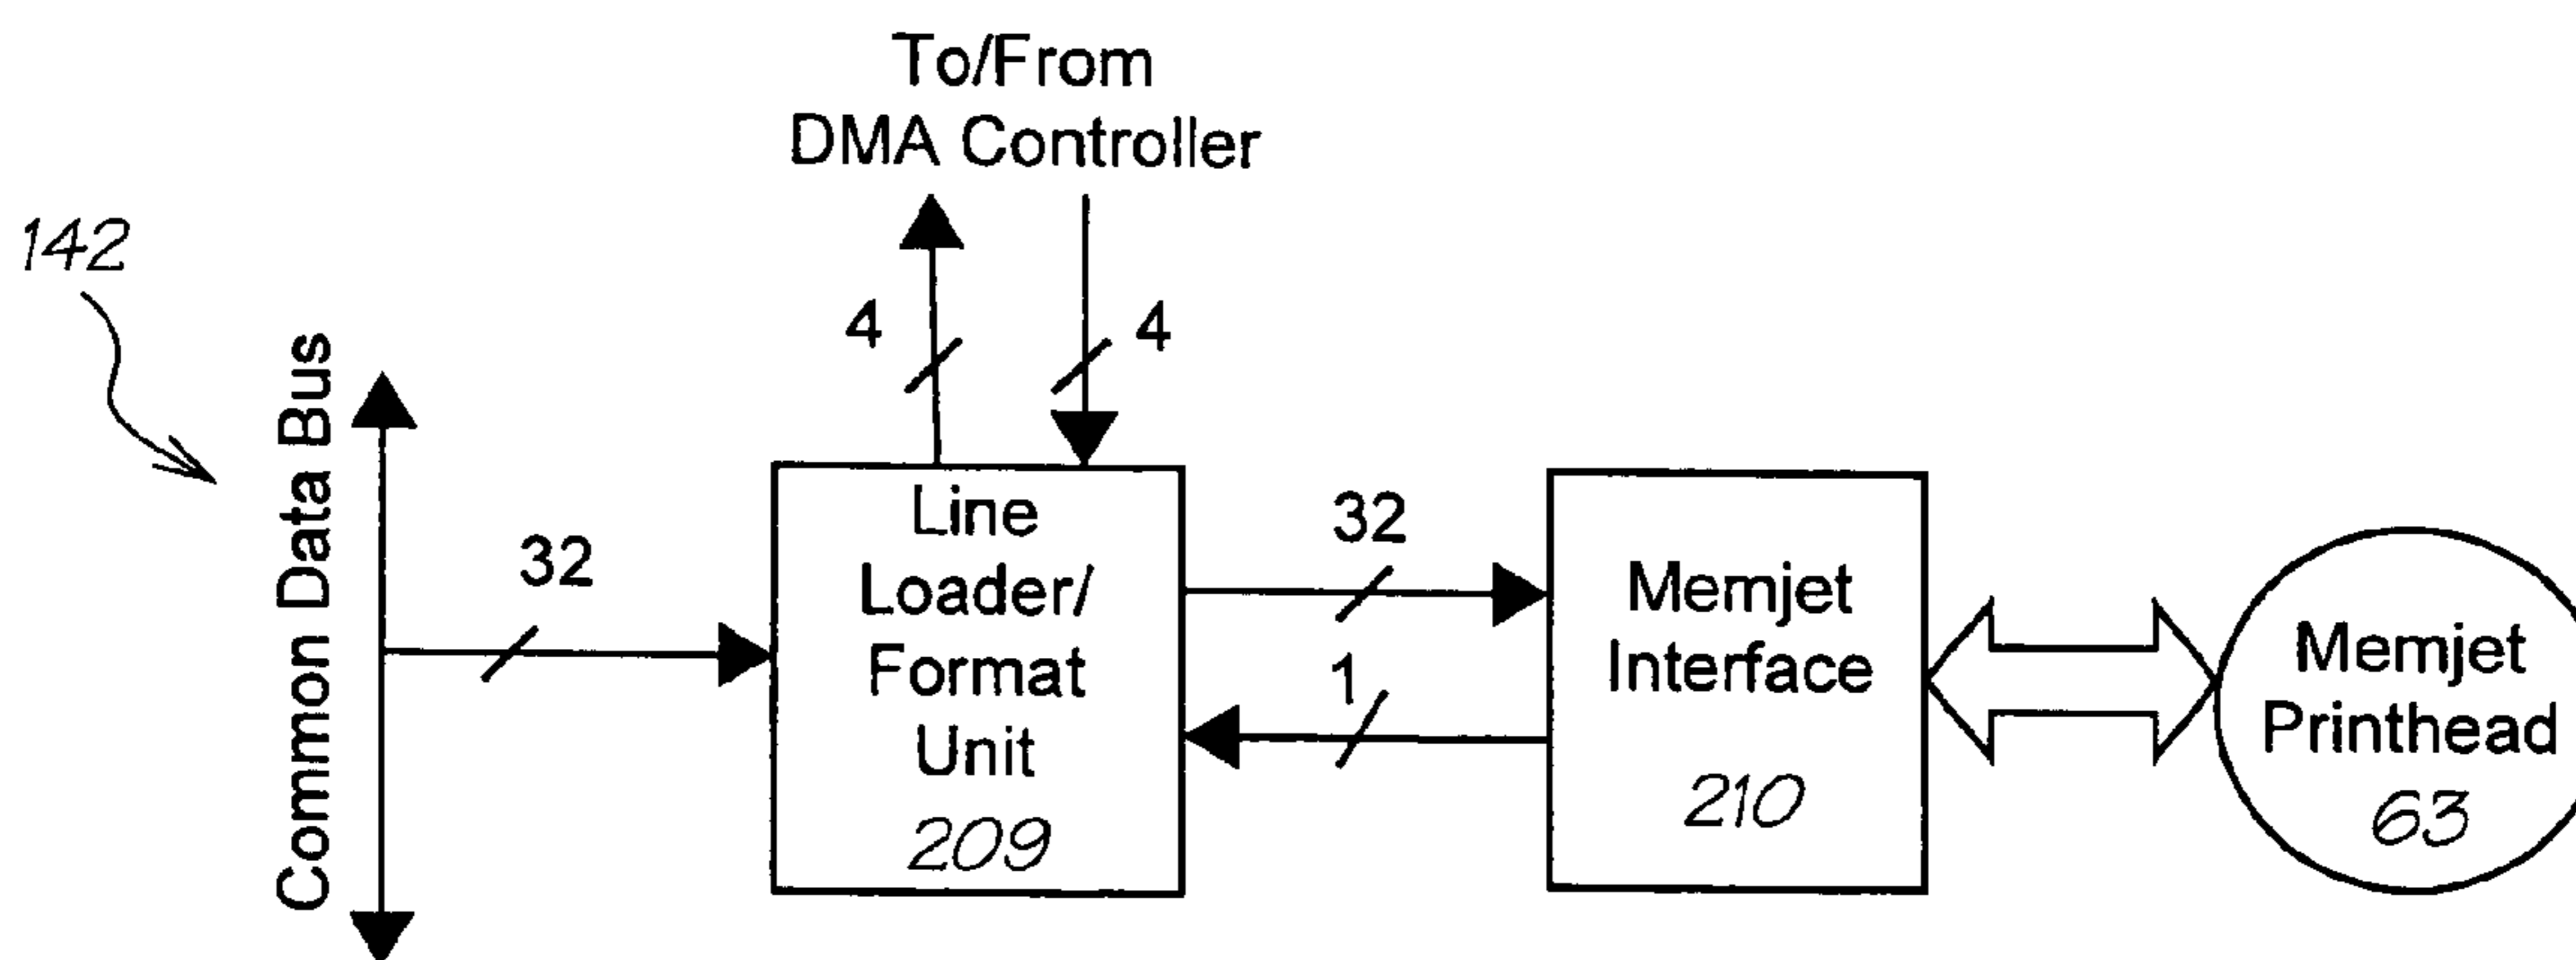 To/From
DMA Controller
142
4
4
Common Data Bus
32
Line
Loader/
Format
Unit
209
32
1
Memjet
Interface
210
Memjet
Printhead
63